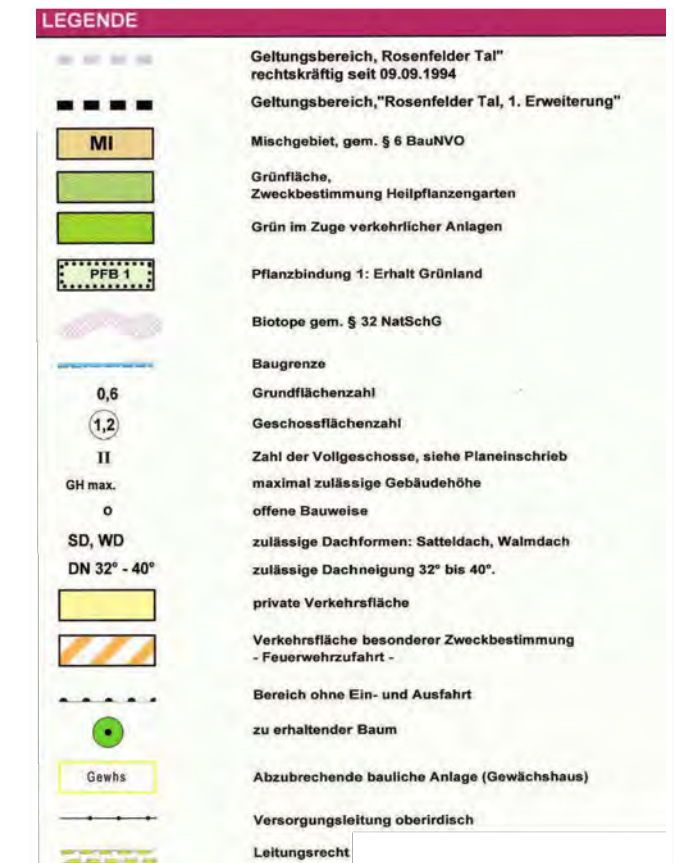 LEGENDE
Geltungsbereich, Rosenfelder Tal"
rechtskräftig seit 09.09.1994
Geltungsbereich,"Rosenfelder Tal, 1. Erweiterung"
MI Mischgebiet, gem. § 6 BauNVO
Grünfläche,
Zweckbestimmung Heilpflanzengarten
Grün im Zuge verkehrlicher Anlagen
PFB 1 Pflanzbindung 1: Erhalt Grünland
Biotope gem. § 32 NatSchG
Baugrenze
0,6 Grundflächenzahl
1,2 Geschossflächenzahl
II Zahl der Vollgeschosse, siehe Planeinschrieb
GH max. maximal zulässige Gebäudehöhe
o offene Bauweise
SD, WD zulässige Dachformen: Satteldach, Walmdach
DN 32° - 40° zulässige Dachneigung 32° bis 40°.
private Verkehrsfläche
Verkehrsfläche besonderer Zweckbestimmung
- Feuerwehrzufahrt -
Bereich ohne Ein- und Ausfahrt
zu erhaltender Baum
Gewhs Abzubrechende bauliche Anlage (Gewächshaus)
Versorgungsleitung oberirdisch
Leitungsrecht